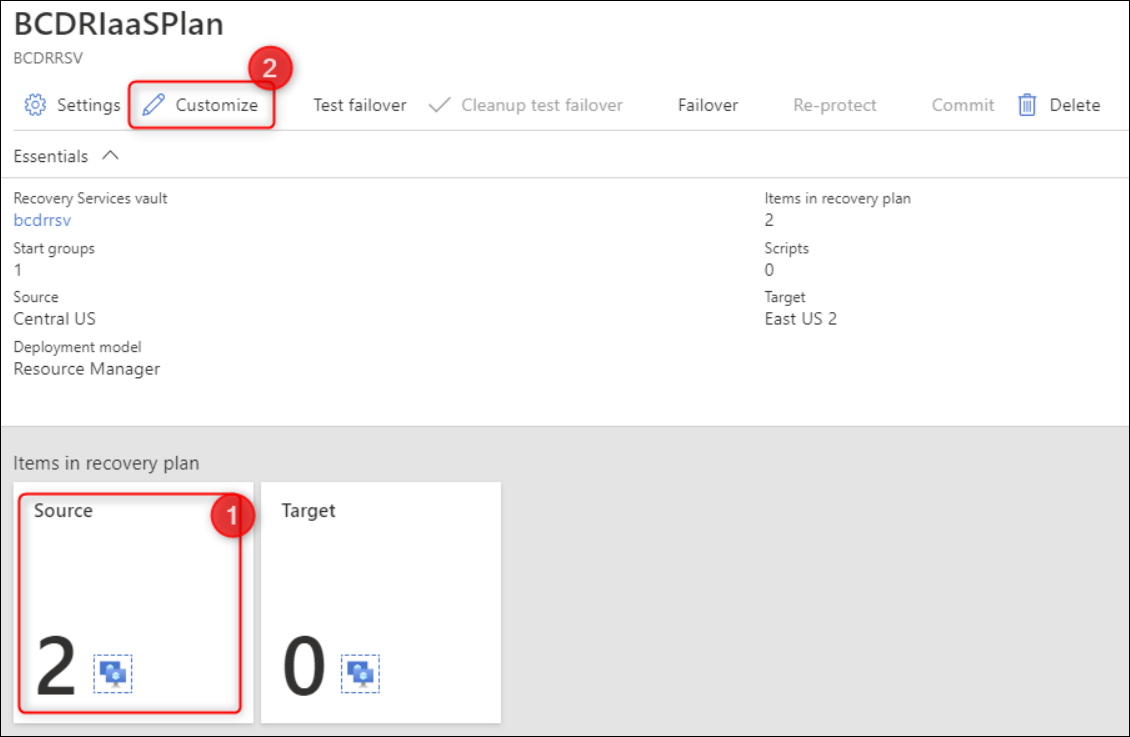 BCDRIaaSPlan
BCDRRSV
2
Settings Customize Test failover Cleanup test failover Failover Re-protect Commit Delete
Essentials
Recovery Services vault Items in recovery plan
bcdrrsv 2
Start groups Scripts
1 0
Source Target
Central US East US 2
Deployment model
Resource Manager
Items in recovery plan
Source 1 Target
2 0